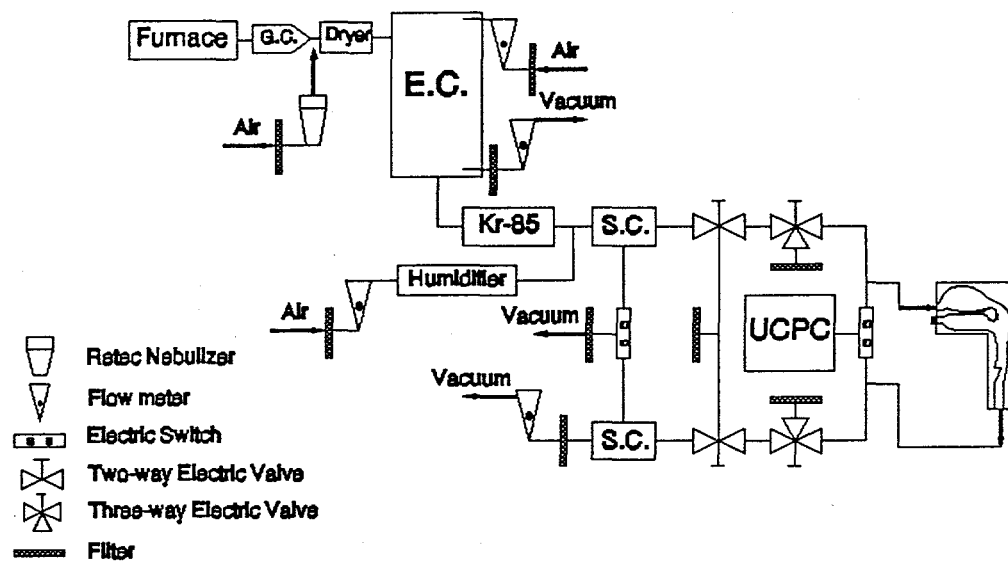 Furnace
G.C.
Dryer
Air
E.C.
Vacuum
Air
Kr-85
S.C.
Humidifier
Air
Vacuum
UCPC
Vacuum
S.C.
Retec Nebulizer
Flow meter
Electric Switch
Two-way Electric Valve
Three-way Electric Valve
Filter